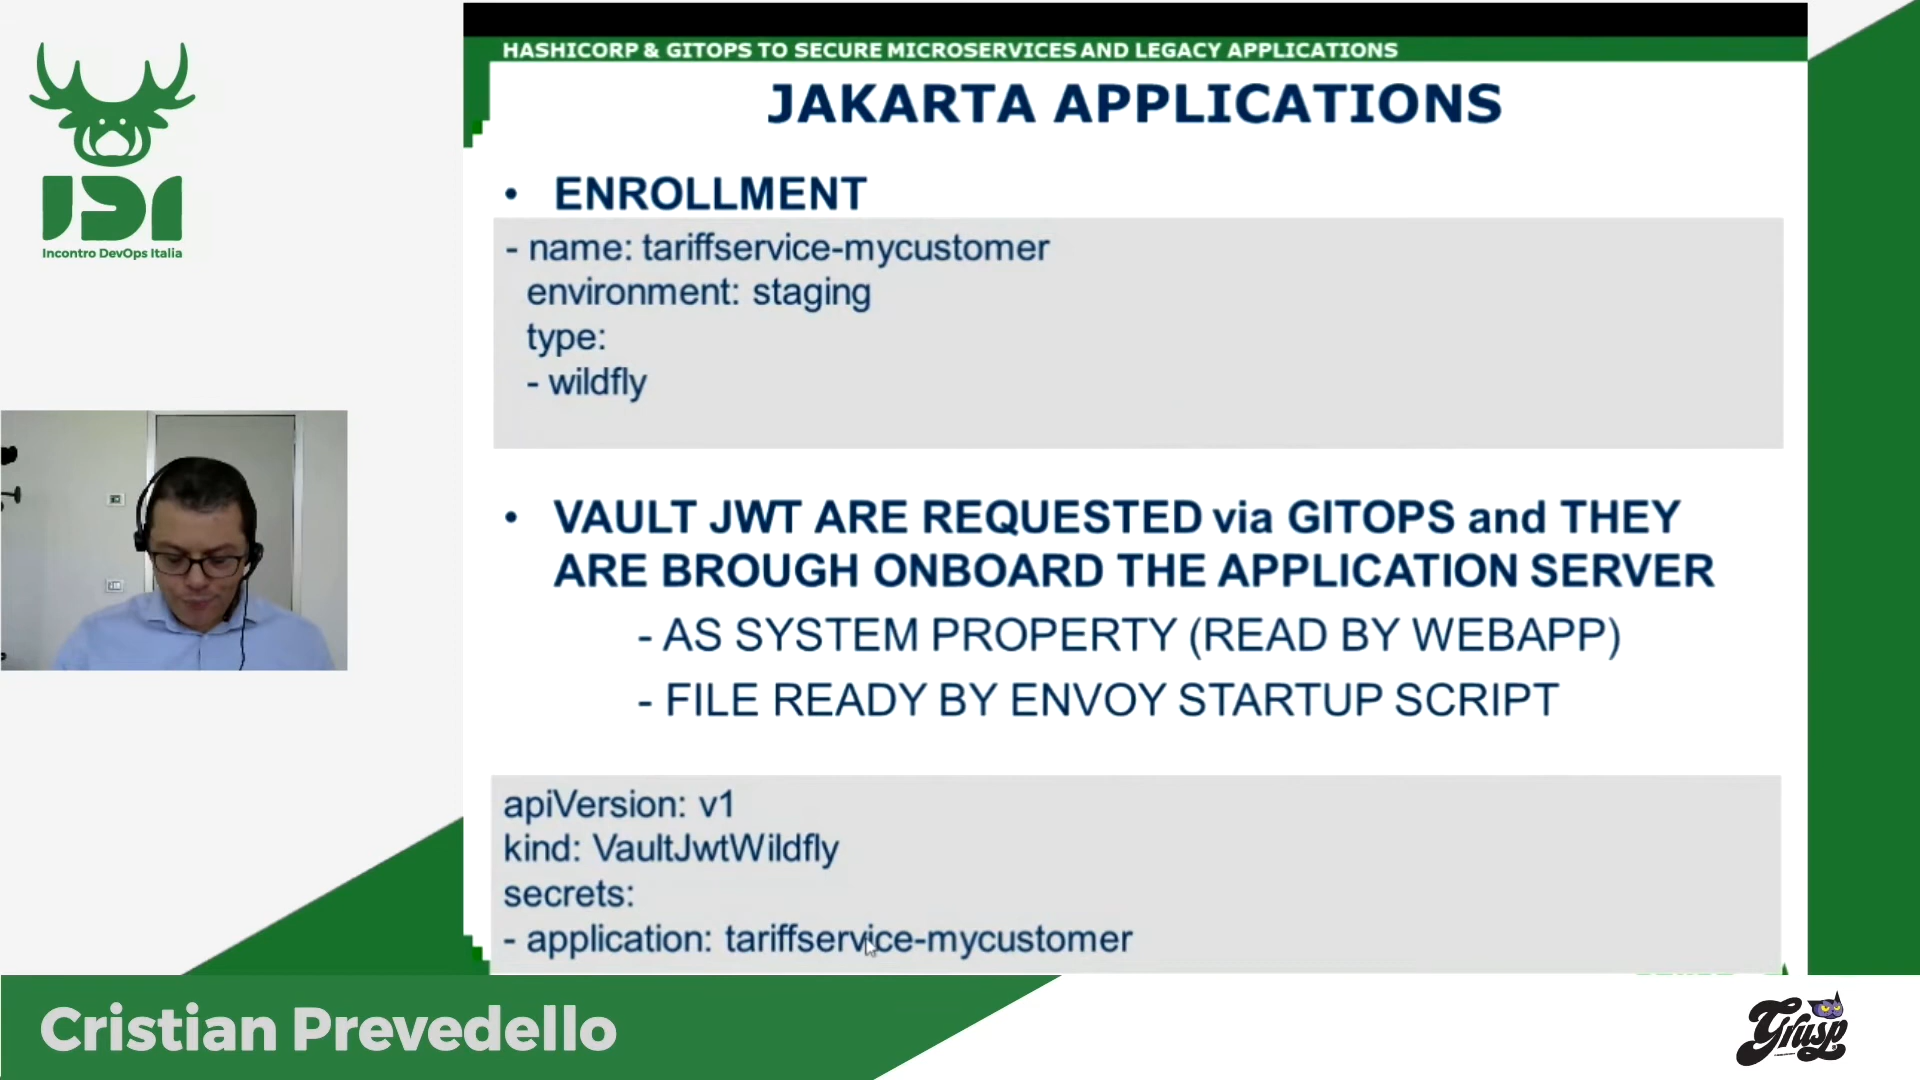 HASHICORP & GITOPS TO SECURE MICROSERVICES AND LEGACY APPLICATIONS
JAKARTA APPLICATIONS
• ENROLLMENT
- name: tariffservice-mycustomer
environment: staging
type:
- wildfly
• VAULT JWT ARE REQUESTED via GITOPS and THEY
ARE BROUGH ONBOARD THE APPLICATION SERVER
- AS SYSTEM PROPERTY (READ BY WEBAPP)
- FILE READY BY ENVOY STARTUP SCRIPT
apiVersion: v1
kind: VaultJwtWildfly
secrets:
- application: tariffservice-mycustomer
IDI
Incontro DevOps Italia
Cristian Prevedello
Grusp